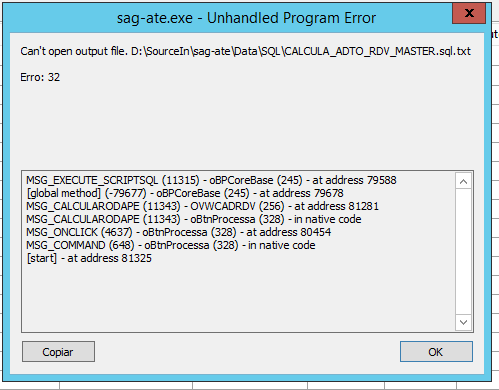 sag-ate.exe - Unhandled Program Error
x
Can't open output file. D:\SourceIn\sag-ate\Data\SQL\CALCULA_ADTO_RDV_MASTER.sql.txt
Erro: 32
MSG_EXECUTE_SCRIPTSQL (11315) - oBPCoreBase (245) - at address 79588
[global method] (-79677) - oBPCoreBase (245) - at address 79678
MSG_CALCULARODAPE (11343) - OVWCADRDV (256) - at address 81281
MSG_CALCULARODAPE (11343) - oBtnProcessa (328) - in native code
MSG_ONCLICK (4637) - oBtnProcessa (328) - at address 80454
MSG_COMMAND (648) - oBtnProcessa (328) - in native code
[start] - at address 81325
Copiar
OK